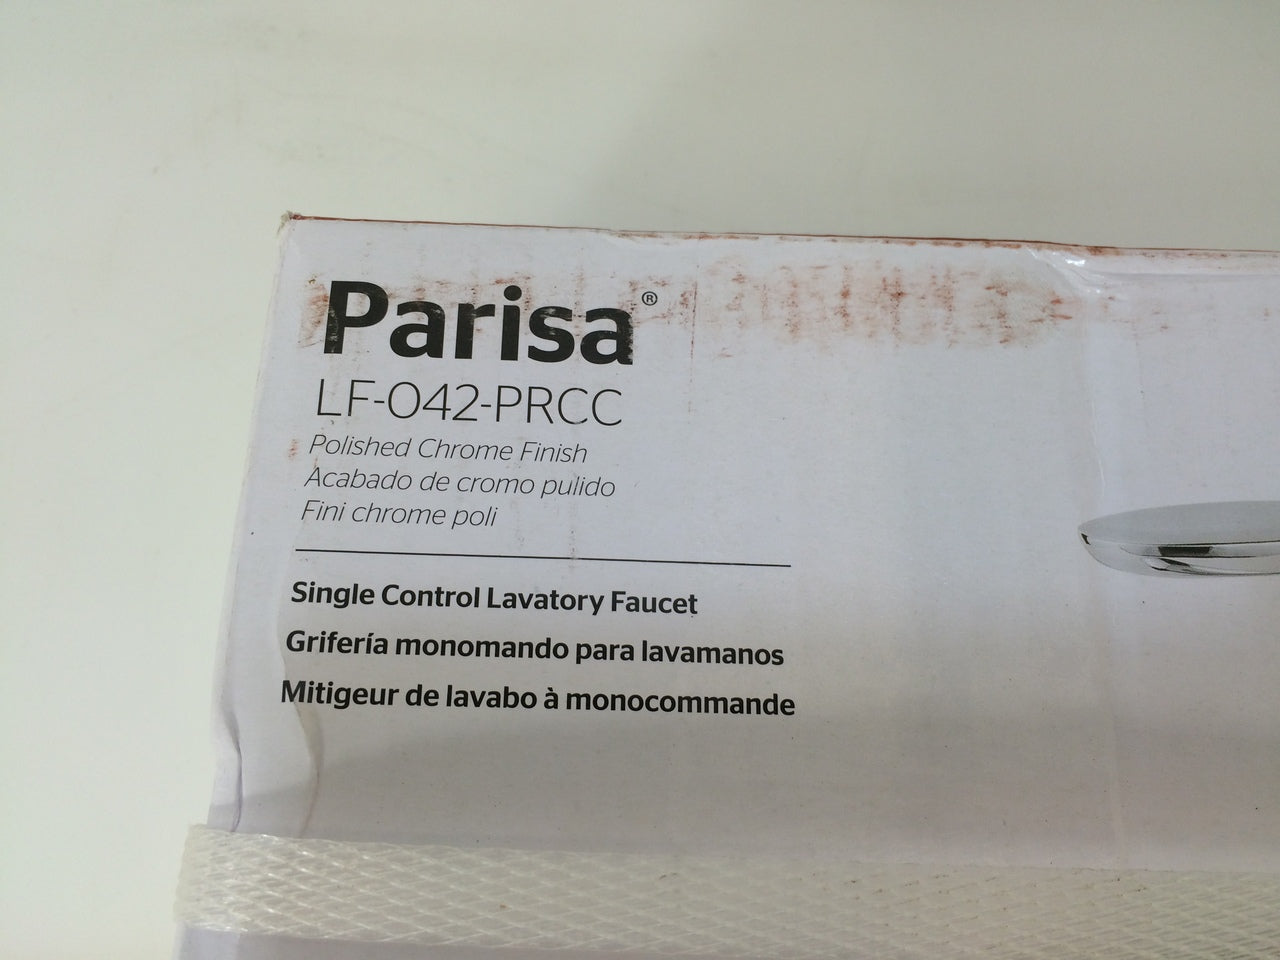 Parisa®
LF-042-PRCC
Polished Chrome Finish
Acabado de cromo pulido
Fini chrome poli
Single Control Lavatory Faucet
Grifería monomando para lavamanos
Mitigeur de lavabo à monocommande